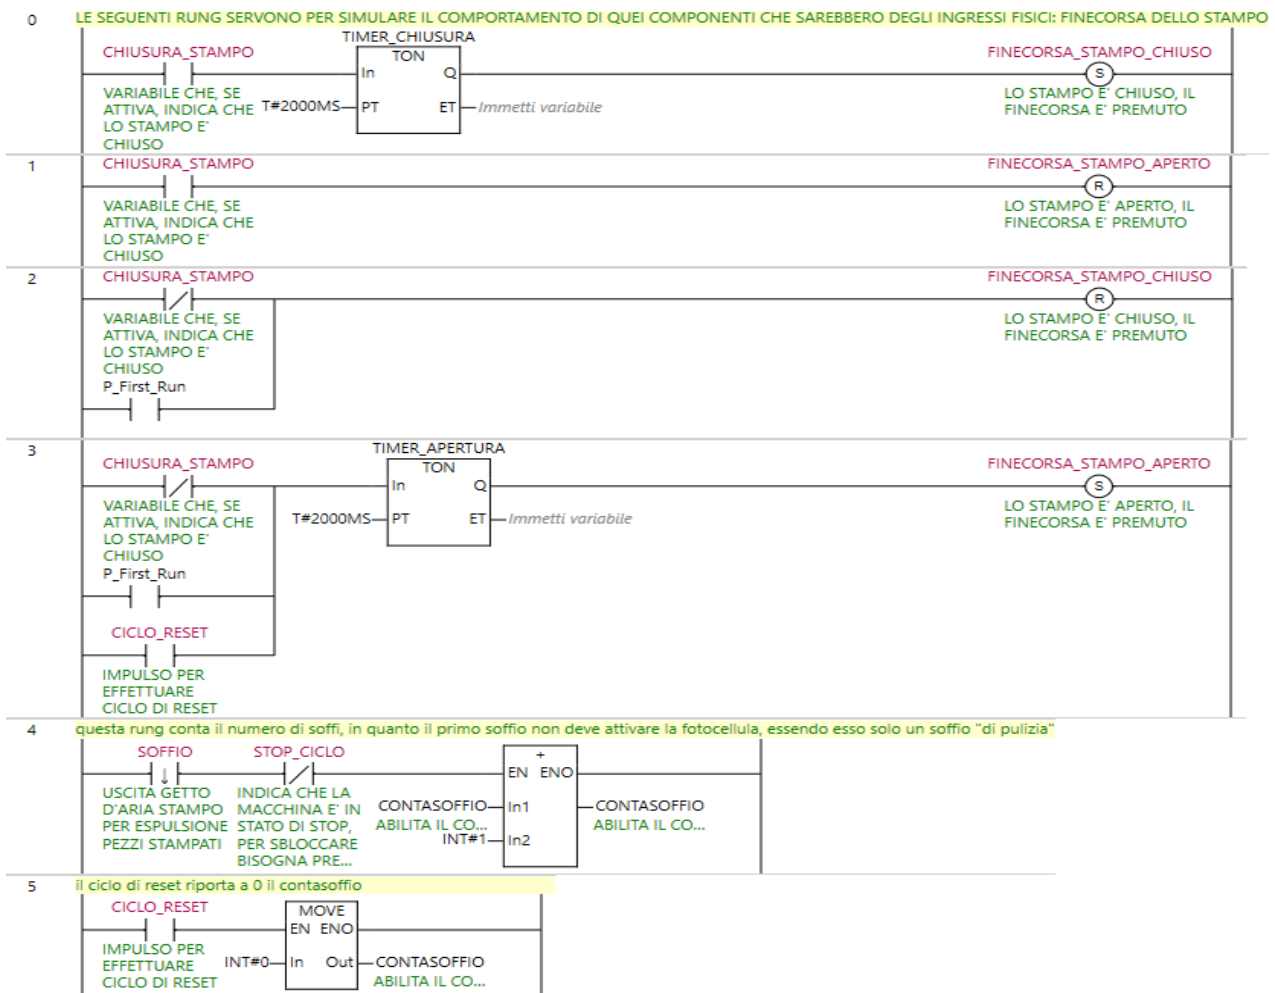 0
LE SEGUENTI RUNG SERVONO PER SIMULARE IL COMPORTAMENTO DI QUEI COMPONENTI CHE SAREBBERO DEGLI INGRESSI FISICI: FINECORSA DELLO STAMPO
TIMER_CHIUSURA
CHIUSURA_STAMPO
TON
FINECORSA_STAMPO_CHIUSO
In
Q
S
VARIABILE CHE, SE
ATTIVA, INDICA CHE
LO STAMPO E'
CHIUSO
T#2000MS
PT
ET
Immetti variabile
LO STAMPO E' CHIUSO, IL
FINECORSA E' PREMUTO
1
CHIUSURA_STAMPO
FINECORSA_STAMPO_APERTO
R
VARIABILE CHE, SE
ATTIVA, INDICA CHE
LO STAMPO E'
CHIUSO
LO STAMPO E' APERTO, IL
FINECORSA E' PREMUTO
2
CHIUSURA_STAMPO
FINECORSA_STAMPO_CHIUSO
R
VARIABILE CHE, SE
ATTIVA, INDICA CHE
LO STAMPO E'
CHIUSO
LO STAMPO E' CHIUSO, IL
FINECORSA E' PREMUTO
P_First_Run
3
TIMER_APERTURA
CHIUSURA_STAMPO
TON
FINECORSA_STAMPO_APERTO
In
Q
S
VARIABILE CHE, SE
ATTIVA, INDICA CHE
LO STAMPO E'
CHIUSO
T#2000MS
PT
ET
Immetti variabile
LO STAMPO E' APERTO, IL
FINECORSA E' PREMUTO
P_First_Run
CICLO_RESET
IMPULSO PER
EFFETTUARE
CICLO DI RESET
4
questa rung conta il numero di soffi, in quanto il primo soffio non deve attivare la fotocellula, essendo esso solo un soffio "di pulizia"
SOFFIO
STOP_CICLO
+
EN ENO
USCITA GETTO
D'ARIA STAMPO
PER ESPULSIONE
PEZZI STAMPATI
INDICA CHE LA
MACCHINA E' IN
STATO DI STOP,
PER SBLOCCARE
BISOGNA PRE...
CONTASOFFIO
In1
CONTASOFFIO
ABILITA IL CO...
ABILITA IL CO...
INT#1
In2
5
il ciclo di reset riporta a 0 il contasoffio
CICLO_RESET
MOVE
EN ENO
IMPULSO PER
EFFETTUARE
CICLO DI RESET
INT#0
In
Out
CONTASOFFIO
ABILITA IL CO...